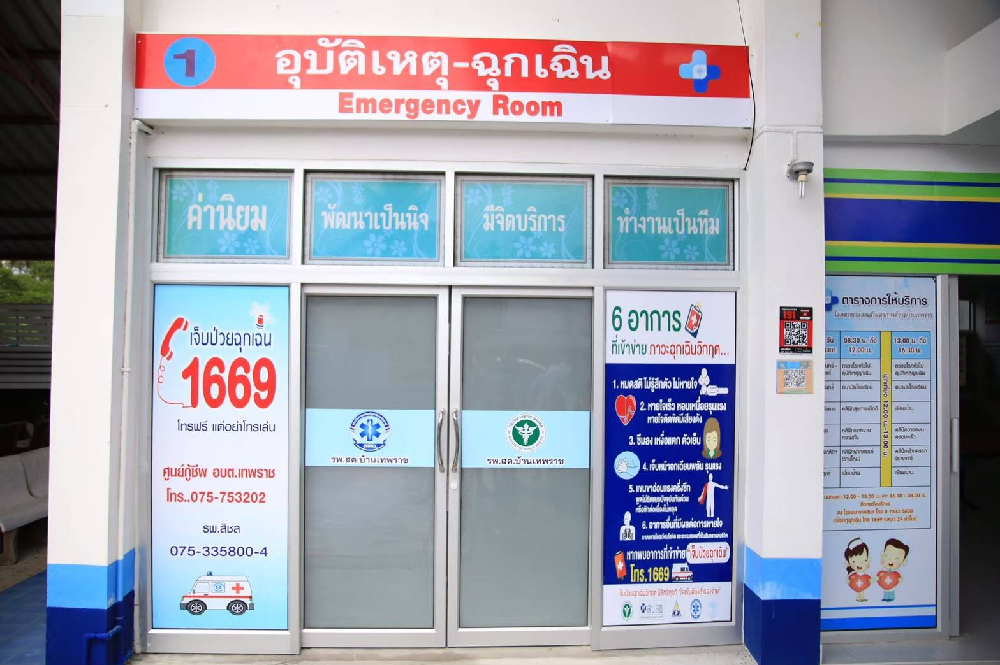 1
อุบัติเหตุ-ฉุกเฉิน
Emergency Room
ค่านิยม
พัฒนาเป็นนิจ
มีจิตบริการ
ทำงานเป็นทีม
เจ็บป่วยฉุกเฉิน
1669
โทรฟรี แต่อย่าโทรเล่น
ศูนย์กู้ชีพ อบต.เทพราช
โทร..075-753202
รพ.สิชล
075-335800-4
รพ.สต.บ้านเทพราช
รพ.สต.บ้านเทพราช
6 อาการ
ที่เข้าข่าย ภาวะฉุกเฉินวิกฤต...
1. หมดสติ ไม่รู้สึกตัว ไม่หายใจ
2. หายใจเร็ว หอบเหนื่อยรุนแรง
หายใจติดขัดมีเสียงดัง
3. ซึมลง เหงื่อแตก ตัวเย็น
4. เจ็บหน้าอกเฉียบพลัน รุนแรง
5. แขนขาอ่อนแรงครึ่งซีก
พูดไม่ชัดแบบปัจจุบันทันด่วน
หรือชักต่อเนื่องไม่หยุด
6. อาการอื่นที่มีผลต่อการหายใจ
ระบบการไหลเวียนโลหิต และระบบสมองที่เป็นอันตรายต่อชีวิต
หากพบอาการที่เข้าข่าย "เจ็บป่วยฉุกเฉิน"
โทร.1669
เจ็บป่วยฉุกเฉินวิกฤต มีสิทธิทุกที่ "โดยไม่ต้องสำรองจ่าย"
สปสช
191
ตารางการให้บริการ
โรงพยาบาลส่งเสริมสุขภาพตำบลบ้านเทพราช
08.30 น. ถึง 12.00 น.
13.00 น. ถึง 16.30 น.
พักเที่ยง 12.00 น.-13.00 น.
ตรวจโรคทั่วไป อุบัติเหตุฉุกเฉิน
ตรวจโรคทั่วไป อุบัติเหตุฉุกเฉิน
อนามัยโรงเรียน
อนามัยโรงเรียน
คลินิกสุขภาพเด็กดี
เยี่ยมบ้าน
คลินิกเบาหวาน ความดัน
คลินิกวางแผน ครอบครัว
คลินิกฝากครรภ์ (รายใหม่)
คลินิกฝากครรภ์ (รายเก่า)
เยี่ยมบ้าน
เยี่ยมบ้าน
นอกเวลา 12.00 - 13.00 น. และ 16.30 - 08.30 น.
ติดต่อรับบริการ
ณ โรงพยาบาลสิชล โทร 0 7533 5800
แจ้งเหตุฉุกเฉิน โทร 1669 ตลอด 24 ชั่วโมง